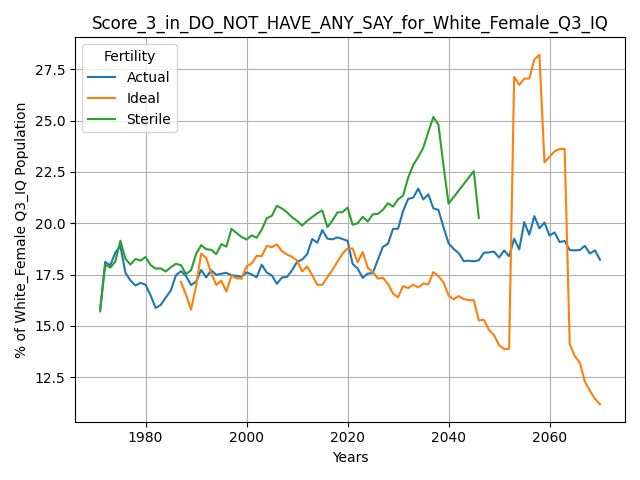 Score_3_in_DO_NOT_HAVE_ANY_SAY_for_White_Female_Q3_IQ
Fertility
Actual
Ideal
Sterile
% of White_Female Q3_IQ Population
27.5
25.0
22.5
20.0
17.5
15.0
12.5
1980
2000
2020
2040
2060
Years